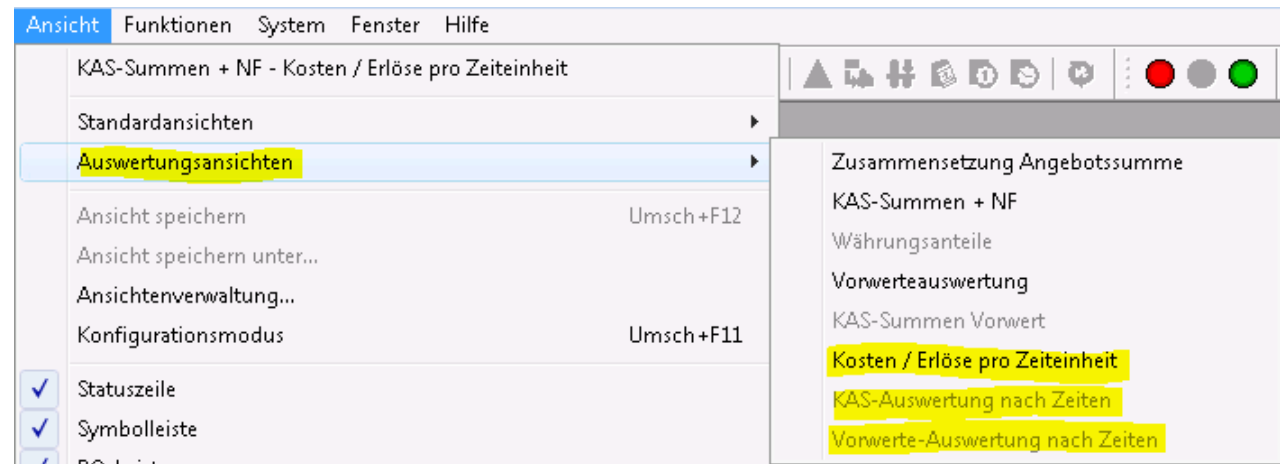 Ansicht Funktionen System Fenster Hilfe
KAS-Summen + NF - Kosten / Erlöse pro Zeiteinheit
Standardansichten
Auswertungsansichten
Ansicht speichern Umsch+F12
Ansicht speichern unter...
Ansichtenverwaltung...
Konfigurationsmodus Umsch+F11
Statuszeile
Symbolleiste
Zusammensetzung Angebotssumme
KAS-Summen + NF
Währungsanteile
Vorwerteauswertung
KAS-Summen Vorwert
Kosten / Erlöse pro Zeiteinheit
KAS-Auswertung nach Zeiten
Vorwerte-Auswertung nach Zeiten